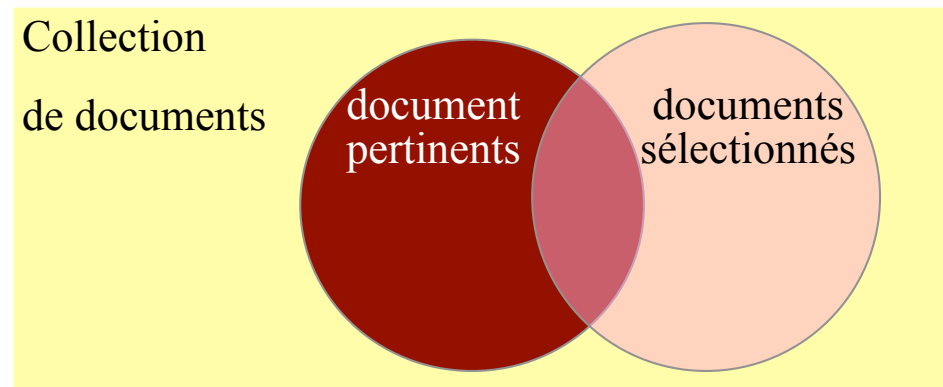 Collection
de documents
document
pertinents
documents
sélectionnés